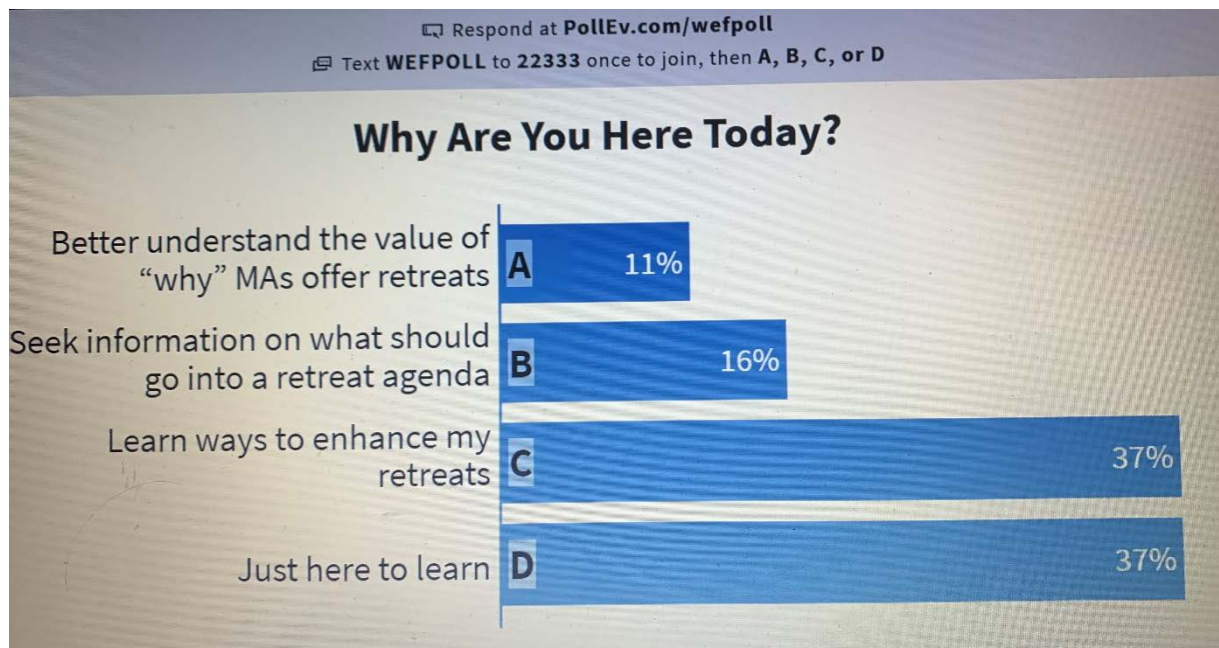 Respond at PollEv.com/wefpoll
Text WEFPOLL to 22333 once to join, then A, B, C, or D
Why Are You Here Today?
Better understand the value of
“why” MAs offer retreats
A
11%
Seek information on what should
go into a retreat agenda
B
16%
Learn ways to enhance my
retreats
C
37%
Just here to learn
D
37%